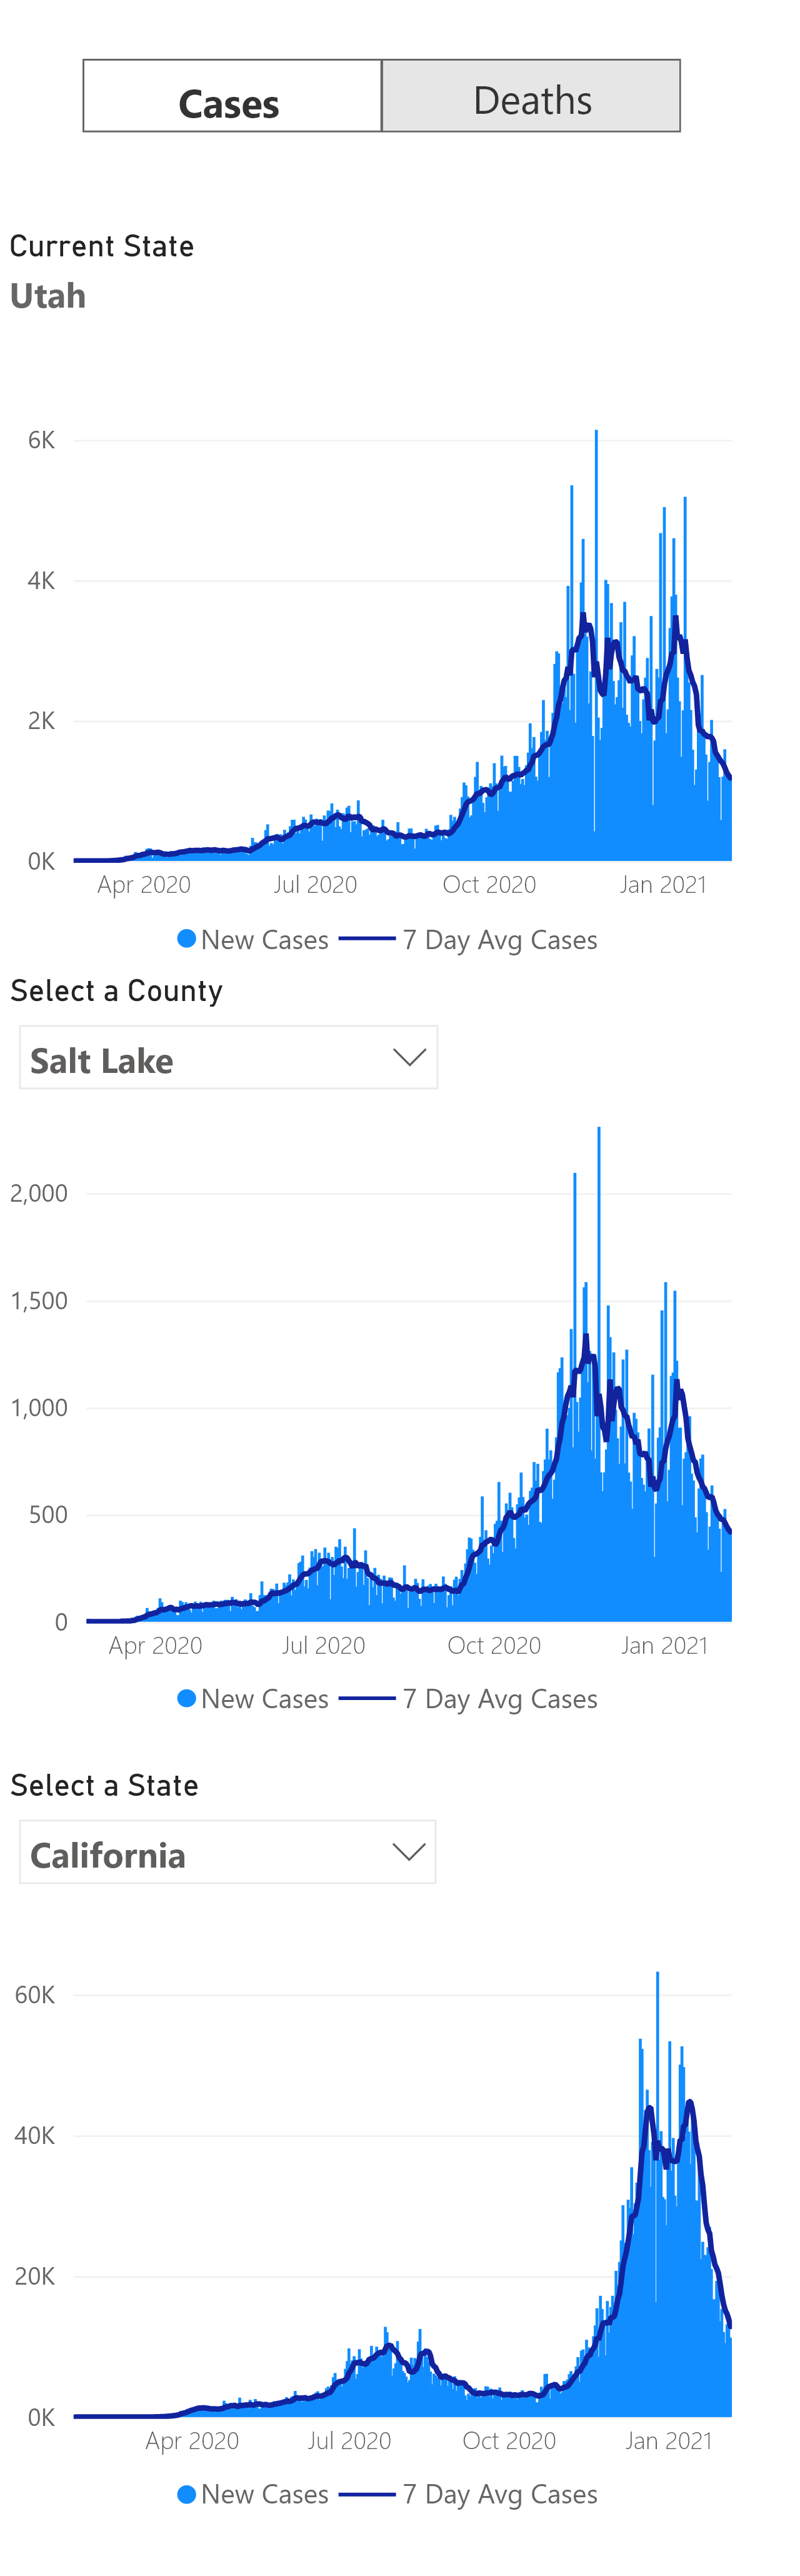 Cases Deaths
Current State
Utah
6K
4K
2K
0K
Apr 2020 Jul 2020 Oct 2020 Jan 2021
New Cases 7 Day Avg Cases
Select a County
Salt Lake
2,000
1,500
1,000
500
0
Apr 2020 Jul 2020 Oct 2020 Jan 2021
New Cases 7 Day Avg Cases
Select a State
California
60K
40K
20K
0K
Apr 2020 Jul 2020 Oct 2020 Jan 2021
New Cases 7 Day Avg Cases